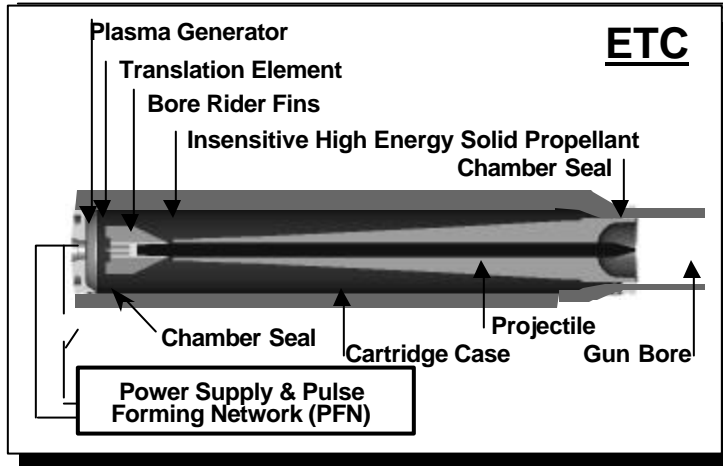 ETC
Plasma Generator
Translation Element
Bore Rider Fins
Insensitive High Energy Solid Propellant
Chamber Seal
Chamber Seal
Projectile
Cartridge Case
Gun Bore
Power Supply & Pulse
Forming Network (PFN)